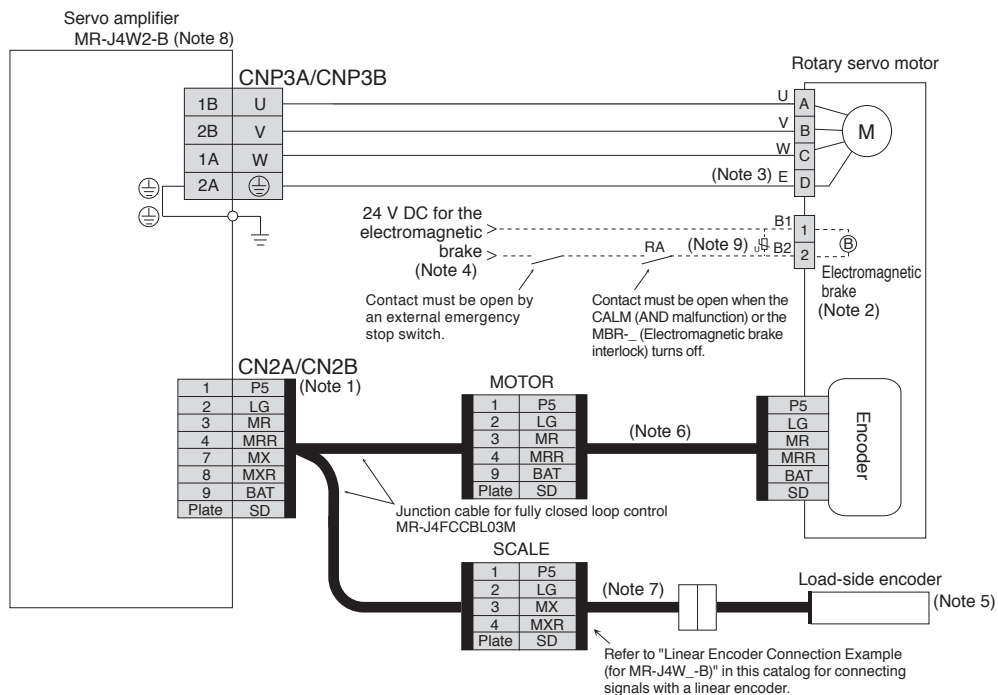 Servo amplifier
MR-J4W2-B (Note 8)
CNP3A/CNP3B
1B U
2B V
1A W
2A
Rotary servo motor
U A
V B
W C
(Note 3) E D
M
24 V DC for the
electromagnetic
brake
(Note 4)
RA
(Note 9)
U
B1 1
B2 2
B
Electromagnetic
brake
(Note 2)
Contact must be open by
an external emergency
stop switch.
Contact must be open when the
CALM (AND malfunction) or the
MBR-_ (Electromagnetic brake
interlock) turns off.
CN2A/CN2B
(Note 1)
1 P5
2 LG
3 MR
4 MRR
7 MX
8 MXR
9 BAT
Plate SD
MOTOR
1 P5
2 LG
3 MR
4 MRR
9 BAT
Plate SD
(Note 6)
P5
LG
MR
MRR
BAT
SD
Encoder
Junction cable for fully closed loop control
MR-J4FCCBL03M
SCALE
1 P5
2 LG
3 MX
4 MXR
Plate SD
(Note 7)
Load-side encoder
(Note 5)
Refer to "Linear Encoder Connection Example
(for MR-J4W_-B)" in this catalog for connecting
signals with a linear encoder.